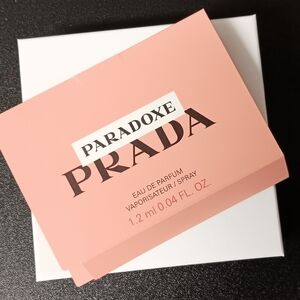 PARADOXE
PRADA
EAU DE PARFUM
VAPORISATEUR / SPRAY
1.2 ml 0.04 FL. OZ.